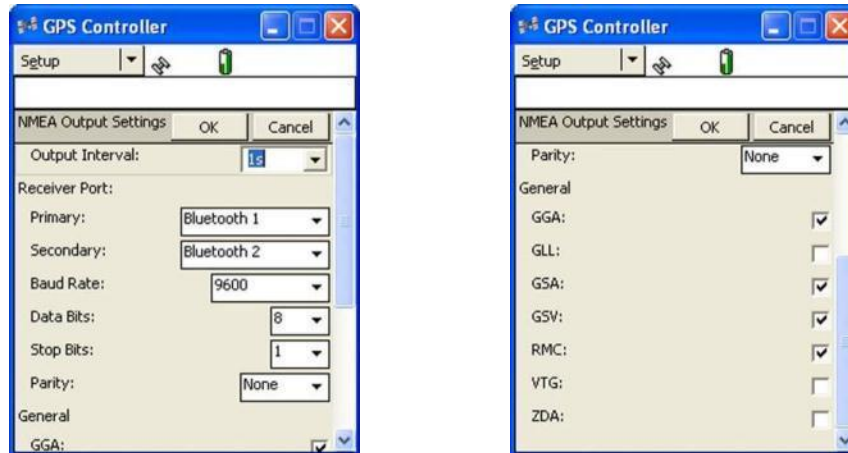 GPS Controller
Setup
NMEA Output Settings OK Cancel
Output Interval: 1s
Receiver Port:
Primary: Bluetooth 1
Secondary: Bluetooth 2
Baud Rate: 9600
Data Bits: 8
Stop Bits: 1
Parity: None
General
GGA:
GPS Controller
Setup
NMEA Output Settings OK Cancel
Parity: None
General
GGA:
GLL:
GSA:
GSV:
RMC:
VTG:
ZDA: